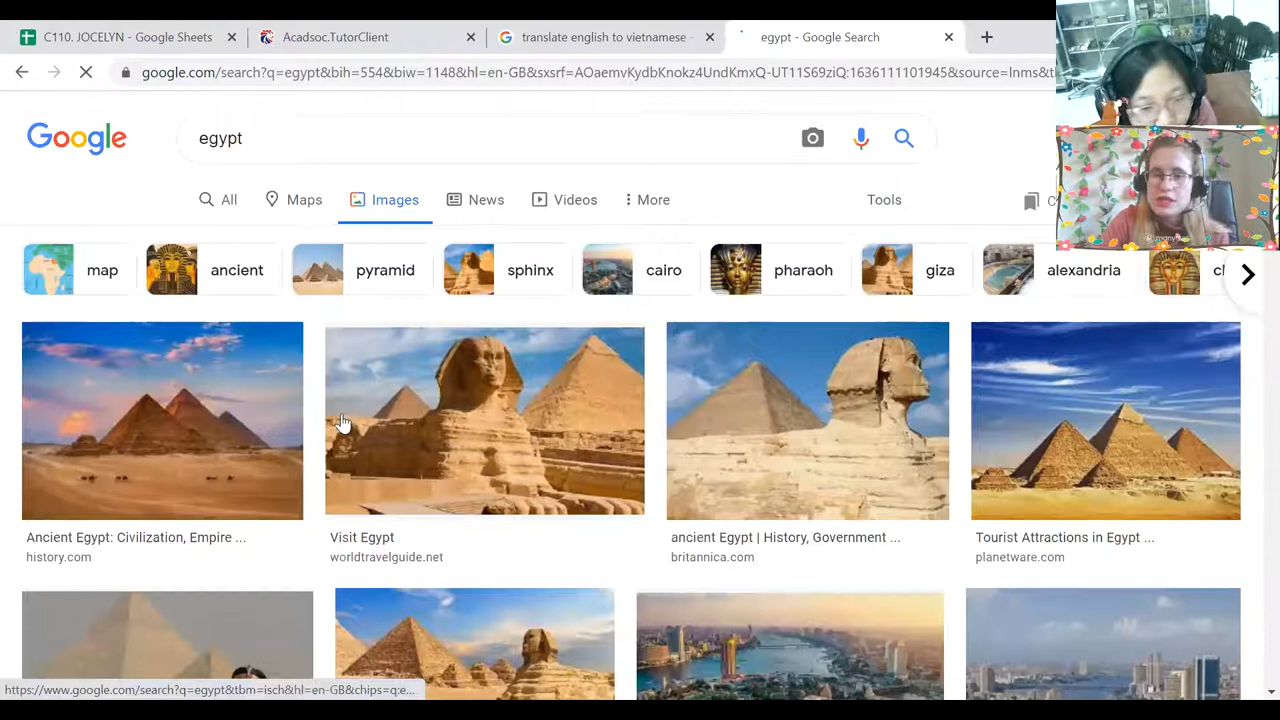 C110. JOCELYN - Google Sheets
Acadsoc.TutorClient
translate english to vietnamese -
egypt - Google Search
google.com/search?q=egypt&bih=554&biw=1148&hl=en-GB&sxsrf=AOaemvKydbKnokz4UndKmxQ-UT11S69ziQ:1636111101945&source=lnms&t
Google
egypt
All
Maps
Images
News
Videos
More
Tools
map
ancient
pyramid
sphinx
cairo
pharaoh
giza
alexandria
Ancient Egypt: Civilization, Empire ...
history.com
Visit Egypt
worldtravelguide.net
ancient Egypt | History, Government ...
britannica.com
Tourist Attractions in Egypt ...
planetware.com
https://www.google.com/search?q=egypt&tbm=isch&hl=en-GB&chips=q:e...